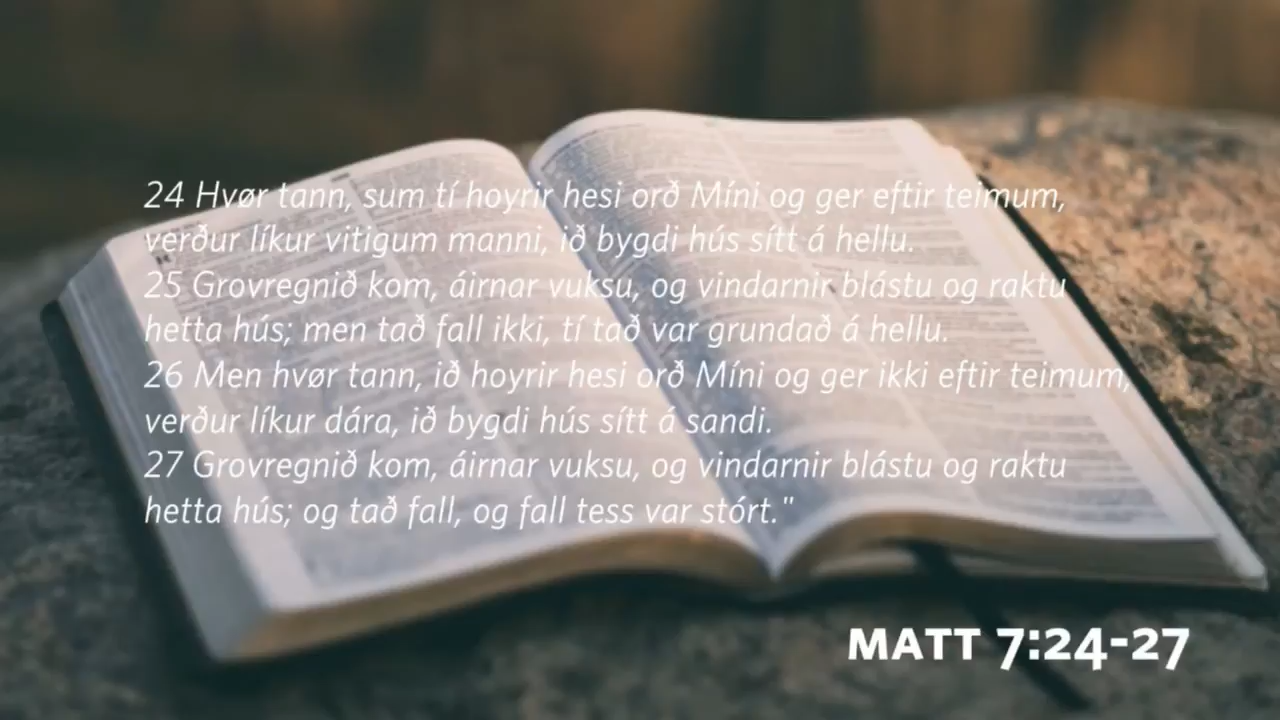 24 Hvør tann, sum tí hoyrir hesi orð Míni og ger eftir teimum,
verður líkur vitigum manni, ið bygdi hús sítt á hellu.
25 Grovregnið kom, áirnar vuksu, og vindarnir blástu og raktu
hetta hús; men tað fall ikki, tí tað var grundað á hellu.
26 Men hvør tann, ið hoyrir hesi orð Míni og ger ikki eftir teimum,
verður líkur dára, ið bygdi hús sítt á sandi.
27 Grovregnið kom, áirnar vuksu, og vindarnir blástu og raktu
hetta hús; og tað fall, og fall tess var stórt."
MATT 7:24-27